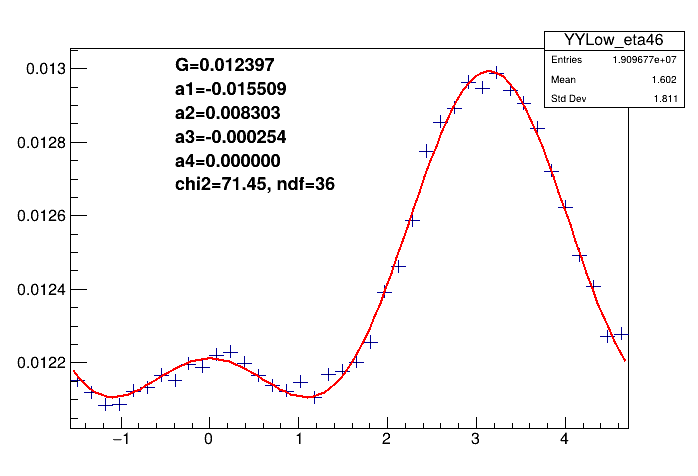 YYLow_eta46
Entries 1.909677e+07
Mean 1.602
Std Dev 1.811
G=0.012397
a1=-0.015509
a2=0.008303
a3=-0.000254
a4=0.000000
chi2=71.45, ndf=36
0.013
0.0128
0.0126
0.0124
0.0122
−1 0 1 2 3 4